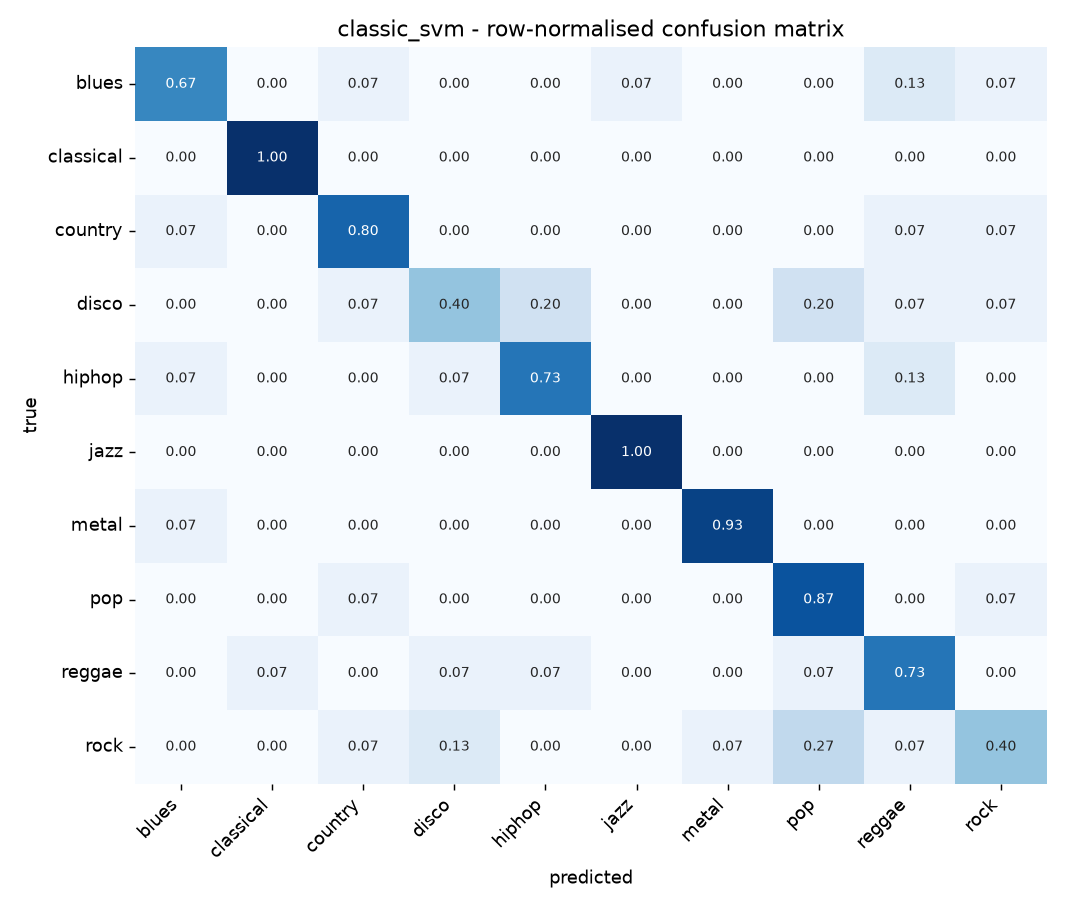 classic_svm - row-normalised confusion matrix
blues 0.67 0.00 0.07 0.00 0.00 0.07 0.00 0.00 0.13 0.07
classical 0.00 1.00 0.00 0.00 0.00 0.00 0.00 0.00 0.00 0.00
country 0.07 0.00 0.80 0.00 0.00 0.00 0.00 0.00 0.07 0.07
disco 0.00 0.00 0.07 0.40 0.20 0.00 0.00 0.20 0.07 0.07
hiphop 0.07 0.00 0.00 0.07 0.73 0.00 0.00 0.00 0.13 0.00
true
jazz 0.00 0.00 0.00 0.00 0.00 1.00 0.00 0.00 0.00 0.00
metal 0.07 0.00 0.00 0.00 0.00 0.00 0.93 0.00 0.00 0.00
pop 0.00 0.00 0.07 0.00 0.00 0.00 0.00 0.87 0.00 0.07
reggae 0.00 0.07 0.00 0.07 0.07 0.00 0.00 0.07 0.73 0.00
rock 0.00 0.00 0.07 0.13 0.00 0.00 0.07 0.27 0.07 0.40
blues classical country disco hiphop jazz metal pop reggae rock
predicted